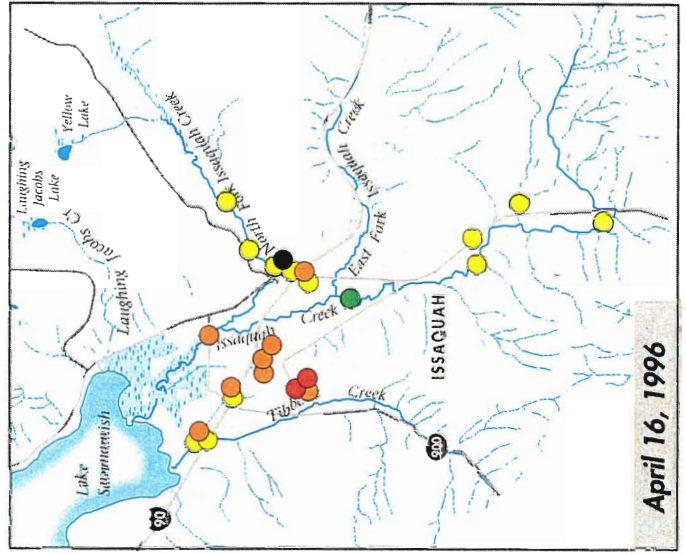 Yellow
Lake
Laughing
Jacobs
Lake
Laughing Jacobs Cr
North Fork Issaquah Creek
East Fork Issaquah Creek
Issaquah Creek
Lake
Sammamish
Creek
ISSAQUAH
90
900
April 16, 1996